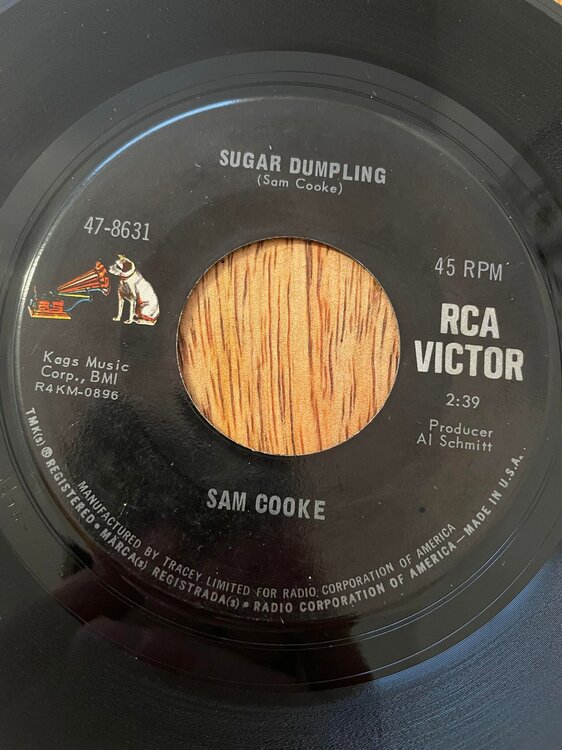 SUGAR DUMPLING
(Sam Cooke)
47-8631
45 RPM
RCA
VICTOR
Kags Music
Corp., BMI
R4KM-0896
2:39
Producer
Al Schmitt
SAM COOKE
MANUFACTURED BY TRACEY LIMITED FOR RADIO CORPORATION OF AMERICA
TMK(s) ® REGISTERED • MARCA(s) REGISTRADA(s) • RADIO CORPORATION OF AMERICA—MADE IN U.S.A.